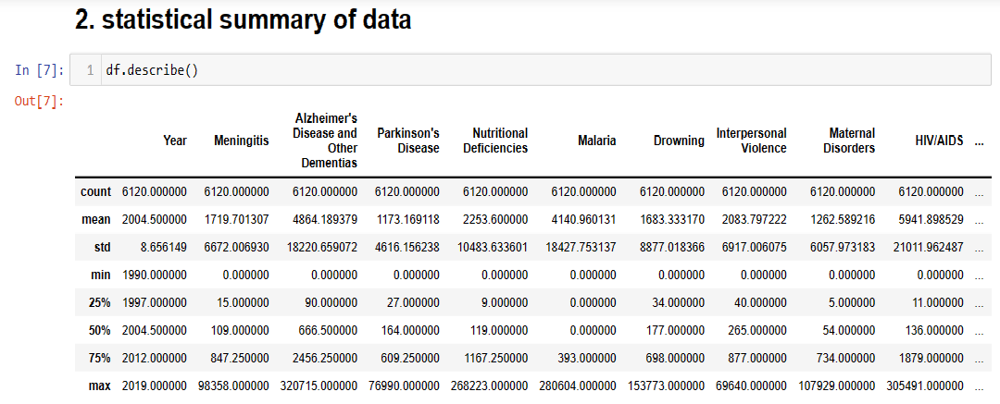 2. statistical summary of data
In [7]: 1 df.describe()
Out[7]:
Year Meningitis Alzheimer's Disease and Other Dementias Parkinson's Disease Nutritional Deficiencies Malaria Drowning Interpersonal Violence Maternal Disorders HIV/AIDS ...
count 6120.000000 6120.000000 6120.000000 6120.000000 6120.000000 6120.000000 6120.000000 6120.000000 6120.000000 6120.000000 ...
mean 2004.500000 1719.701307 4864.189379 1173.169118 2253.600000 4140.960131 1683.333170 2083.797222 1262.589216 5941.898529 ...
std 8.656149 6672.006930 18220.659072 4616.156238 10483.633601 18427.753137 8877.018366 6917.006075 6057.973183 21011.962487 ...
min 1990.000000 0.000000 0.000000 0.000000 0.000000 0.000000 0.000000 0.000000 0.000000 0.000000 ...
25% 1997.000000 15.000000 90.000000 27.000000 9.000000 0.000000 34.000000 40.000000 5.000000 11.000000 ...
50% 2004.500000 109.000000 666.500000 164.000000 119.000000 0.000000 177.000000 265.000000 54.000000 136.000000 ...
75% 2012.000000 847.250000 2456.250000 609.250000 1167.250000 393.000000 698.000000 877.000000 734.000000 1879.000000 ...
max 2019.000000 98358.000000 320715.000000 76990.000000 268223.000000 280604.000000 153773.000000 69640.000000 107929.000000 305491.000000 ...